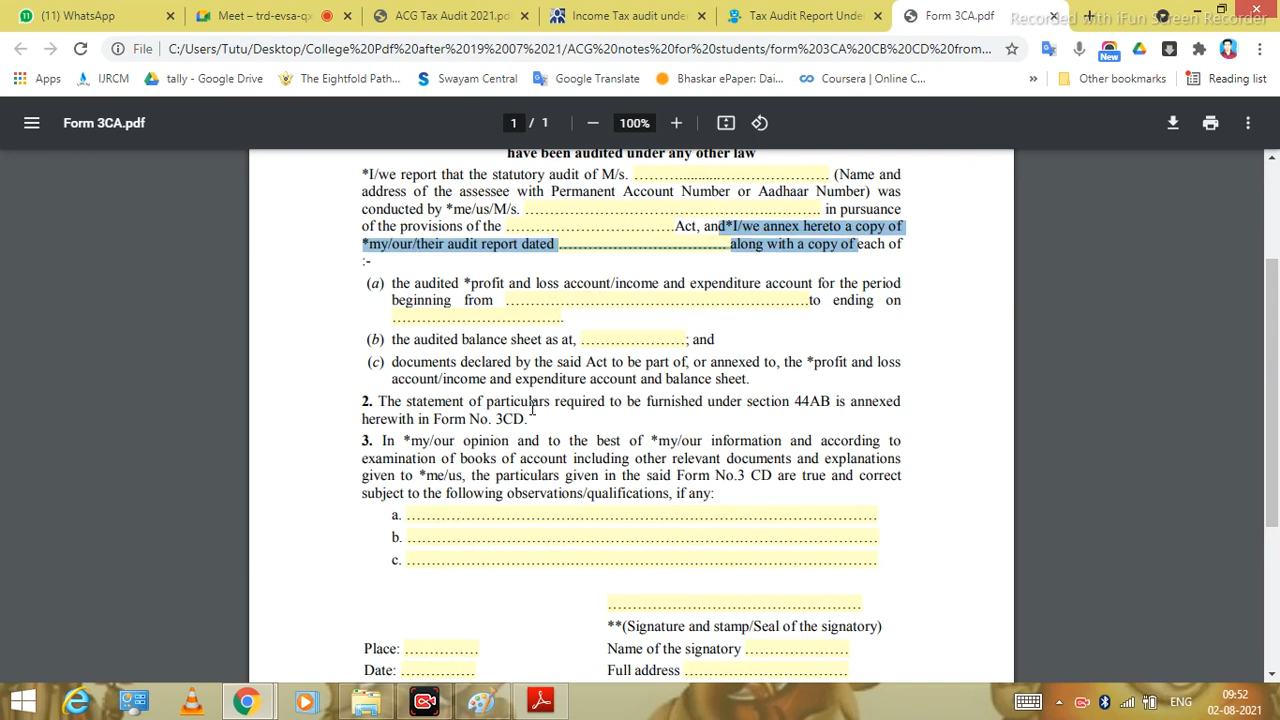 (11) WhatsApp
Meet – trd-evsa-qx
ACG Tax Audit 2021.pdf
Income Tax audit unde
Tax Audit Report Unde
Form 3CA.pdf
Recorded with iFun Screen Recorder
File C:/Users/Tutu/Desktop/College%20Pdf%20after%202019%2007%2021/ACG%20notes%20for%20students/form%203CA%20CB%20CD%20from...
New
Apps IJRCM tally - Google Drive The Eightfold Path... Swayam Central Google Translate Bhaskar_Paper: Dai... Coursera | Online C... » Other bookmarks Reading list
Form 3CA.pdf 1 / 1 100%
have been audited under any other law
*I/we report that the statutory audit of M/s. ………........………………… (Name and
address of the assessee with Permanent Account Number or Aadhaar Number) was
conducted by *me/us/M/s. …………………………………………………… in pursuance
of the provisions of the …………………………….Act, and*I/we annex hereto a copy of
*my/our/their audit report dated ……………………………along with a copy of each of
:-
(a) the audited *profit and loss account/income and expenditure account for the period
beginning from ……………………………………………………to ending on
…………………………….
(b) the audited balance sheet as at, …………………; and
(c) documents declared by the said Act to be part of, or annexed to, the *profit and loss
account/income and expenditure account and balance sheet.
2. The statement of particulars required to be furnished under section 44AB is annexed
herewith in Form No. 3CD.
3. In *my/our opinion and to the best of *my/our information and according to
examination of books of account including other relevant documents and explanations
given to *me/us, the particulars given in the said Form No.3 CD are true and correct
subject to the following observations/qualifications, if any:
a. ……………………………………………………………………………………
b. ……………………………………………………………………………………
c. ……………………………………………………………………………………
……………………………………………
**(Signature and stamp/Seal of the signatory)
Place: ……………
Name of the signatory …………………
Date: ……………
Full address ……………………………
ENG
09:52
02-08-2021